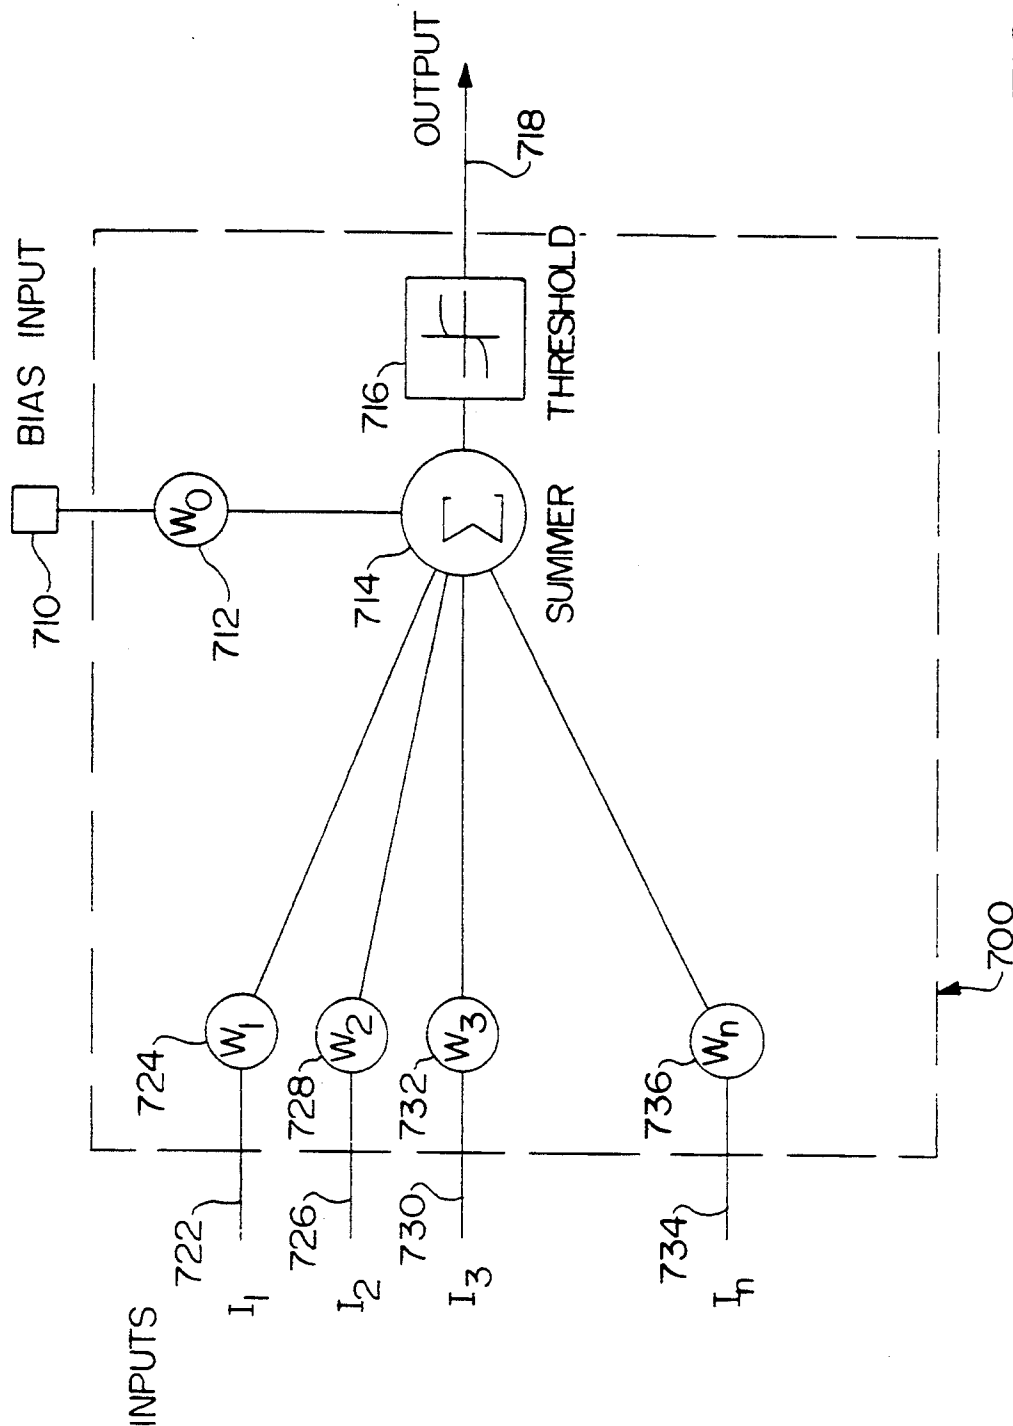 BIAS INPUT
710
W0
712
INPUTS
722
724
I1
W1
726
728
I2
W2
730
732
I3
W3
734
736
In
Wn
714
Σ
SUMMER
716
THRESHOLD
OUTPUT
718
700